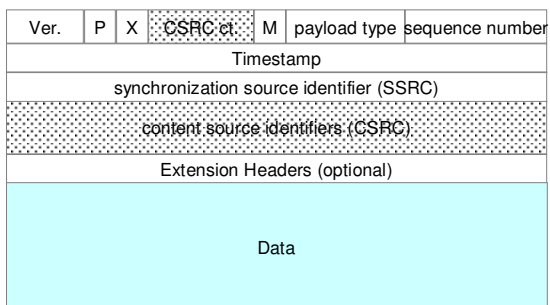 Ver. P X CSRC ct. M payload type sequence number
Timestamp
synchronization source identifier (SSRC)
content source identifiers (CSRC)
Extension Headers (optional)
Data